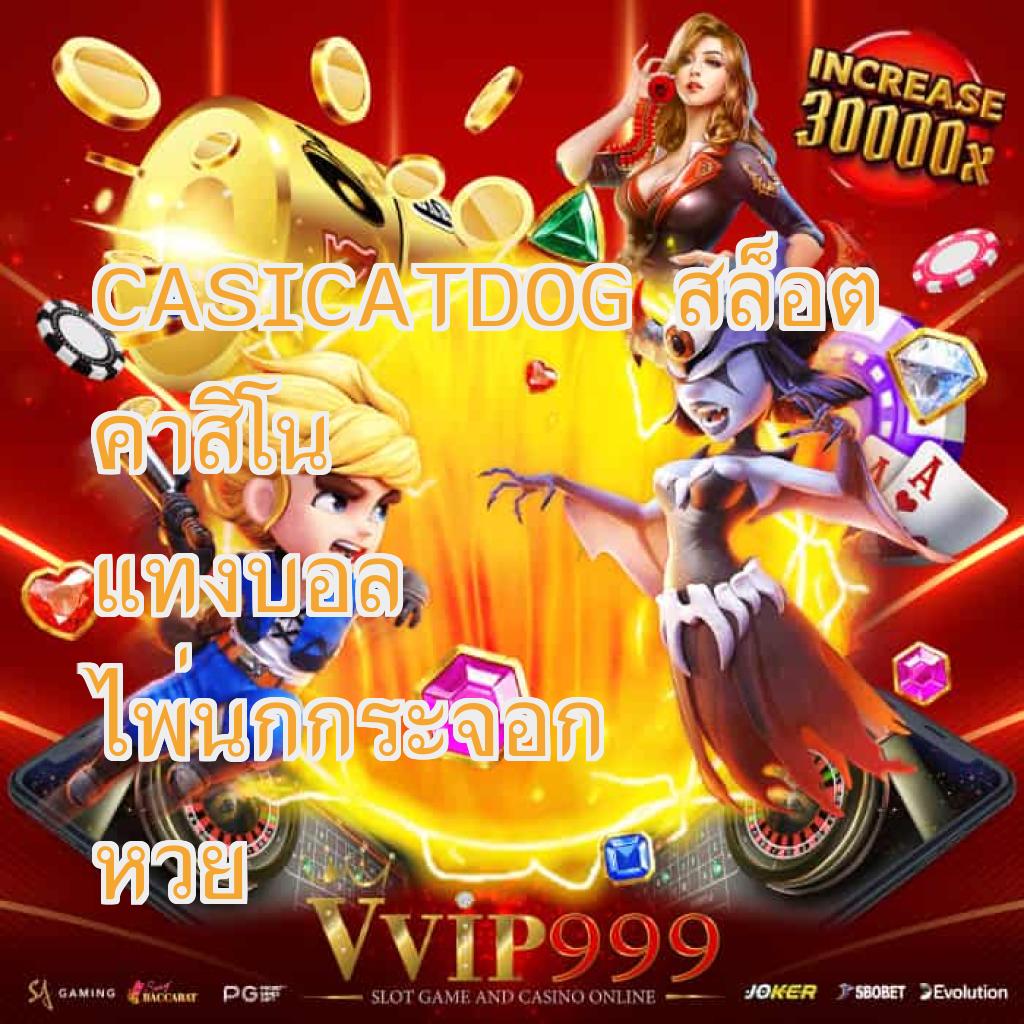 INCREASE
30000x
CASICATDOG สล็อต
คาสิโน
แทงบอล
ไพ่นกกระจอก
หวย
A
A
VVIP999
SLOT GAME AND CASINO ONLINE
SA GAMING
Sexy BACCARAT
PG
JOKER
SBOBET
Evolution